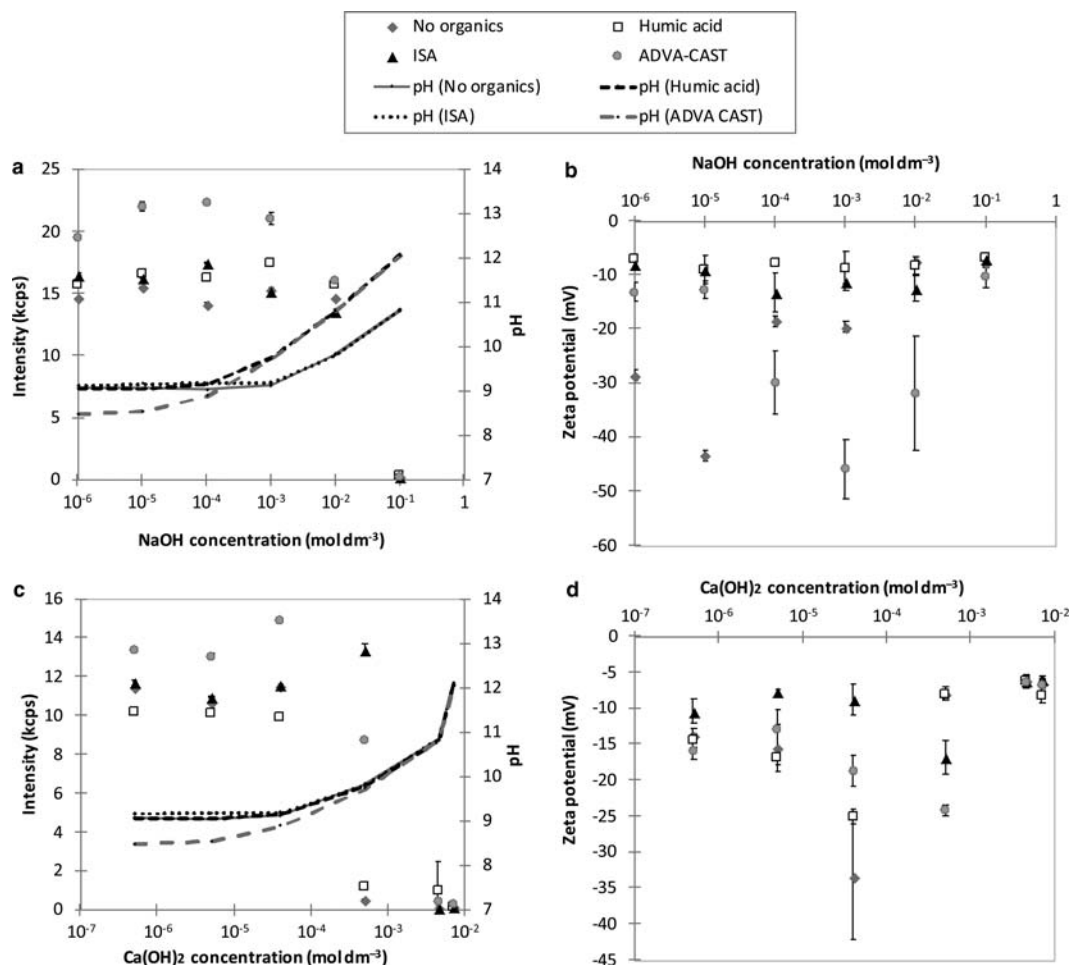 No organics
Humic acid
ISA
ADVA-CAST
pH (No organics)
pH (Humic acid)
pH (ISA)
pH (ADVA CAST)
a
25
20
15
10
5
0
Intensity (kcps)
14
13
12
11
10
9
8
7
pH
10⁻⁶ 10⁻⁵ 10⁻⁴ 10⁻³ 10⁻² 10⁻¹ 1
NaOH concentration (mol dm⁻³)
b
NaOH concentration (mol dm⁻³)
10⁻⁶ 10⁻⁵ 10⁻⁴ 10⁻³ 10⁻² 10⁻¹ 1
0
-10
-20
-30
-40
-50
-60
Zeta potential (mV)
c
16
14
12
10
8
6
4
2
0
Intensity (kcps)
14
13
12
11
10
9
8
7
pH
10⁻⁷ 10⁻⁶ 10⁻⁵ 10⁻⁴ 10⁻³ 10⁻²
Ca(OH)₂ concentration (mol dm⁻³)
d
Ca(OH)₂ concentration (mol dm⁻³)
10⁻⁷ 10⁻⁶ 10⁻⁵ 10⁻⁴ 10⁻³ 10⁻²
0
-5
-10
-15
-20
-25
-30
-35
-40
-45
Zeta potential (mV)